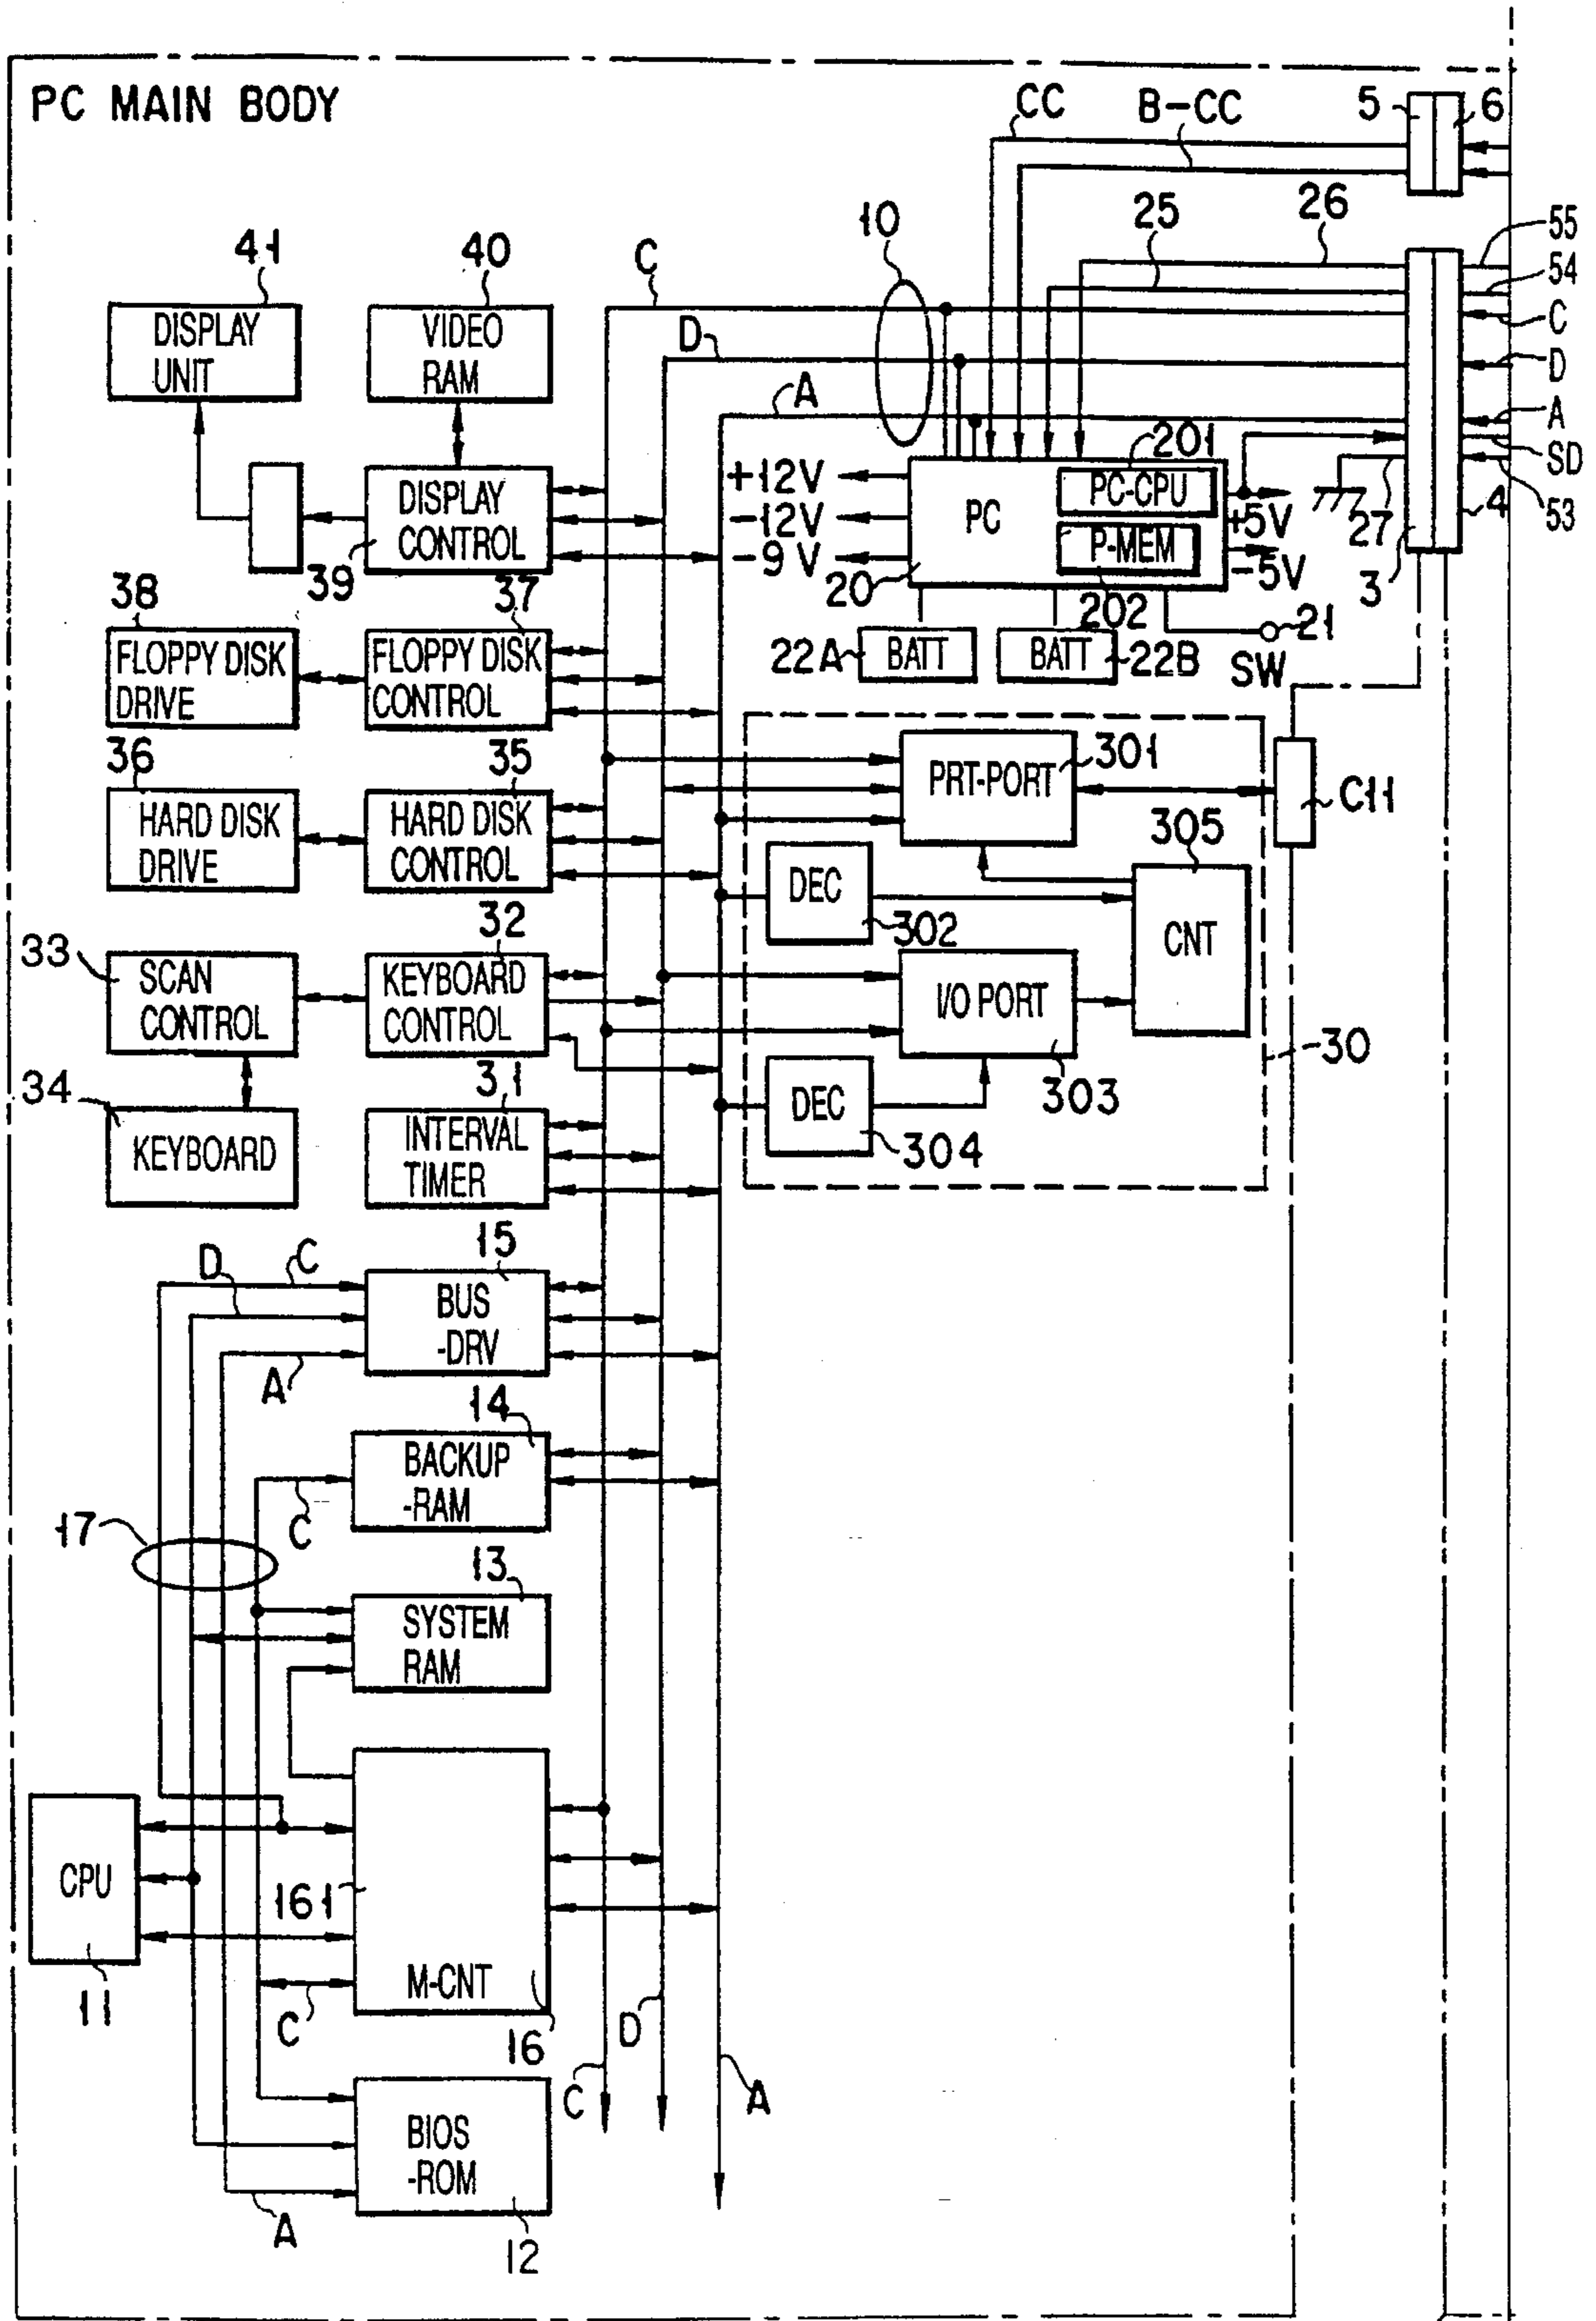 PC MAIN BODY
CC
B-CC
5
6
10
25
26
55
54
C
D
A
SD
53
41
40
C
D
A
DISPLAY
UNIT
VIDEO
RAM
201
+12V
-12V
-9V
PC
PC-CPU
P-MEM
+5V
-5V
27
3
4
DISPLAY
CONTROL
39
20
202
21
SW
22A
BATT
BATT
22B
38
37
FLOPPY DISK
DRIVE
FLOPPY DISK
CONTROL
36
35
HARD DISK
DRIVE
HARD DISK
CONTROL
PRT-PORT
301
C11
305
DEC
302
CNT
33
32
SCAN
CONTROL
KEYBOARD
CONTROL
I/O PORT
303
30
34
31
KEYBOARD
INTERVAL
TIMER
DEC
304
D
C
A
15
BUS
-DRV
14
BACKUP
-RAM
C
17
13
SYSTEM
RAM
CPU
11
161
M-CNT
16
C
D
C
A
BIOS
-ROM
A
12